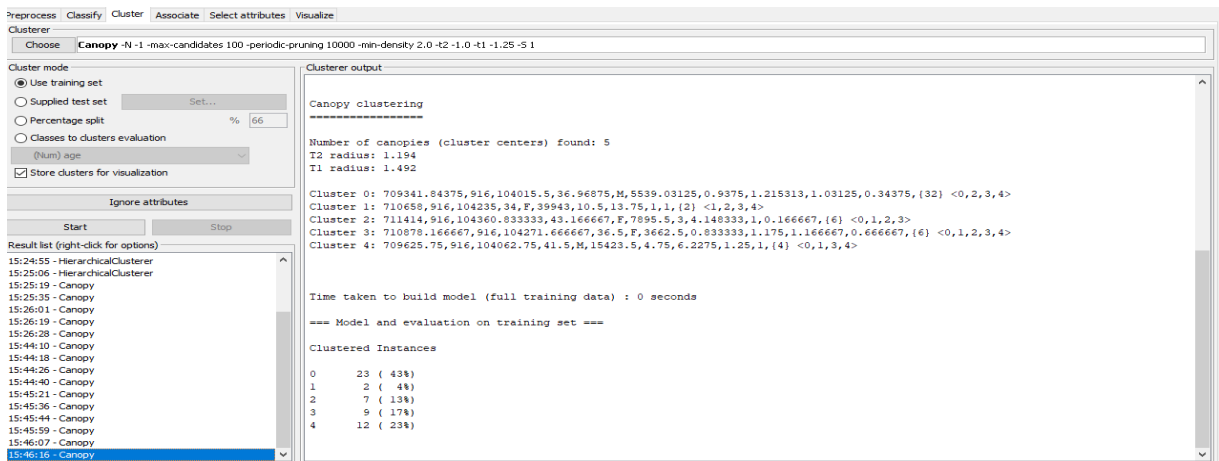 Preprocess Classify Cluster Associate Select attributes Visualize
Clusterer
Choose Canopy -N -1 -max-candidates 100 -periodic-pruning 10000 -min-density 2.0 -t2 -1.0 -t1 -1.25 -S 1
Cluster mode
Use training set
Supplied test set Set...
Percentage split % 66
Classes to clusters evaluation
(Num) age
Store clusters for visualization
Ignore attributes
Start Stop
Result list (right-click for options)
15:24:55 - HierarchicalClusterer
15:25:06 - HierarchicalClusterer
15:25:19 - Canopy
15:25:35 - Canopy
15:26:01 - Canopy
15:26:19 - Canopy
15:26:28 - Canopy
15:44:10 - Canopy
15:44:18 - Canopy
15:44:26 - Canopy
15:44:40 - Canopy
15:45:21 - Canopy
15:45:36 - Canopy
15:45:44 - Canopy
15:45:59 - Canopy
15:46:07 - Canopy
15:46:16 - Canopy
Clusterer output
Canopy clustering
=================
Number of canopies (cluster centers) found: 5
T2 radius: 1.194
T1 radius: 1.492
Cluster 0: 709341.84375,916,104015.5,36.96875,M,5539.03125,0.9375,1.215313,1.03125,0.34375,{32} <0,2,3,4>
Cluster 1: 710658,916,104235,34,F,39943,10.5,13.75,1,1,{2} <1,2,3,4>
Cluster 2: 711414,916,104360.833333,43.166667,F,7895.5,3,4.148333,1,0.166667,{6} <0,1,2,3>
Cluster 3: 710878.166667,916,104271.666667,36.5,F,3662.5,0.833333,1.175,1.166667,0.666667,{6} <0,1,2,3,4>
Cluster 4: 709625.75,916,104062.75,41.5,M,15423.5,4.75,6.2275,1.25,1,{4} <0,1,3,4>
Time taken to build model (full training data) : 0 seconds
=== Model and evaluation on training set ===
Clustered Instances
0 23 ( 43%)
1 2 ( 4%)
2 7 ( 13%)
3 9 ( 17%)
4 12 ( 23%)